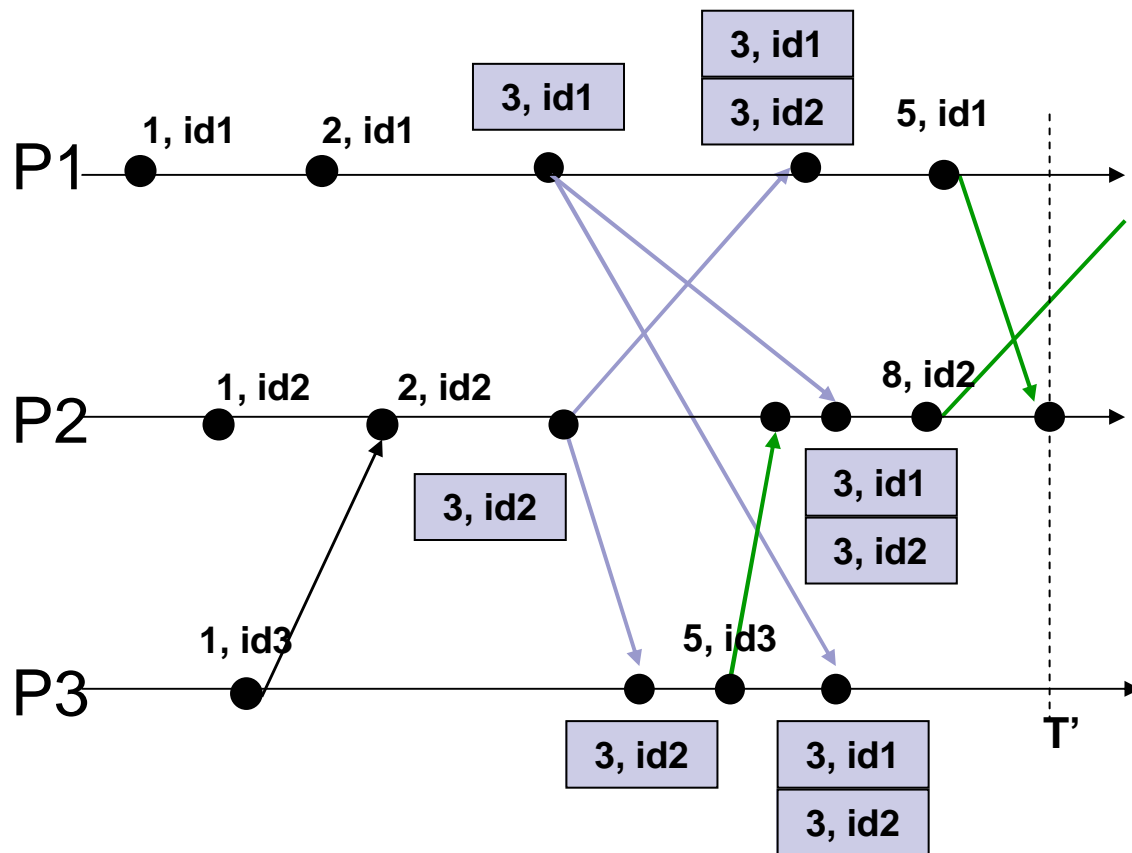 3, id1
3, id1
3, id2
5, id1
1, id1
2, id1
P1
1, id2
2, id2
8, id2
P2
3, id2
3, id1
3, id2
1, id3
5, id3
P3
3, id2
3, id1
3, id2
T’